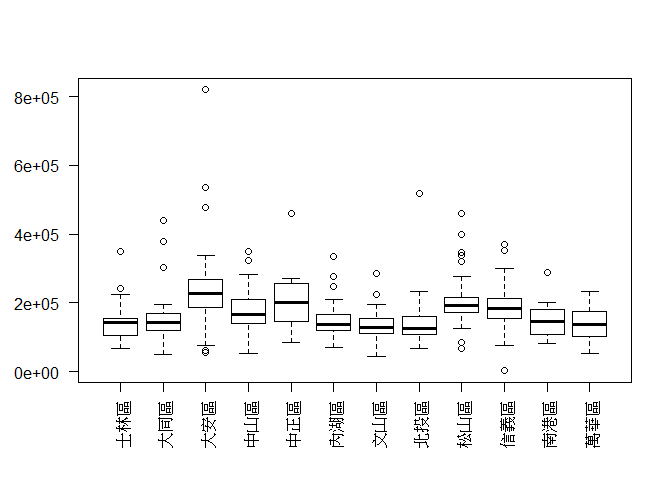 8e+05
6e+05
4e+05
2e+05
0e+00
士林區
大同區
大安區
中山區
中正區
內湖區
文山區
北投區
松山區
信義區
南港區
萬華區